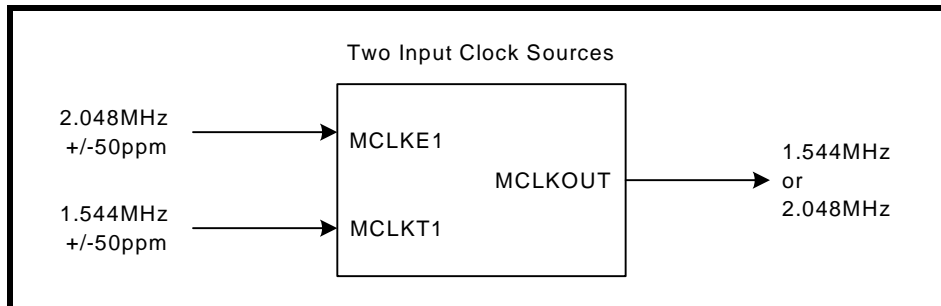 Two Input Clock Sources
2.048MHz
+/-50ppm
MCLKE1
1.544MHz
+/-50ppm
MCLKT1
MCLKOUT
1.544MHz
or
2.048MHz